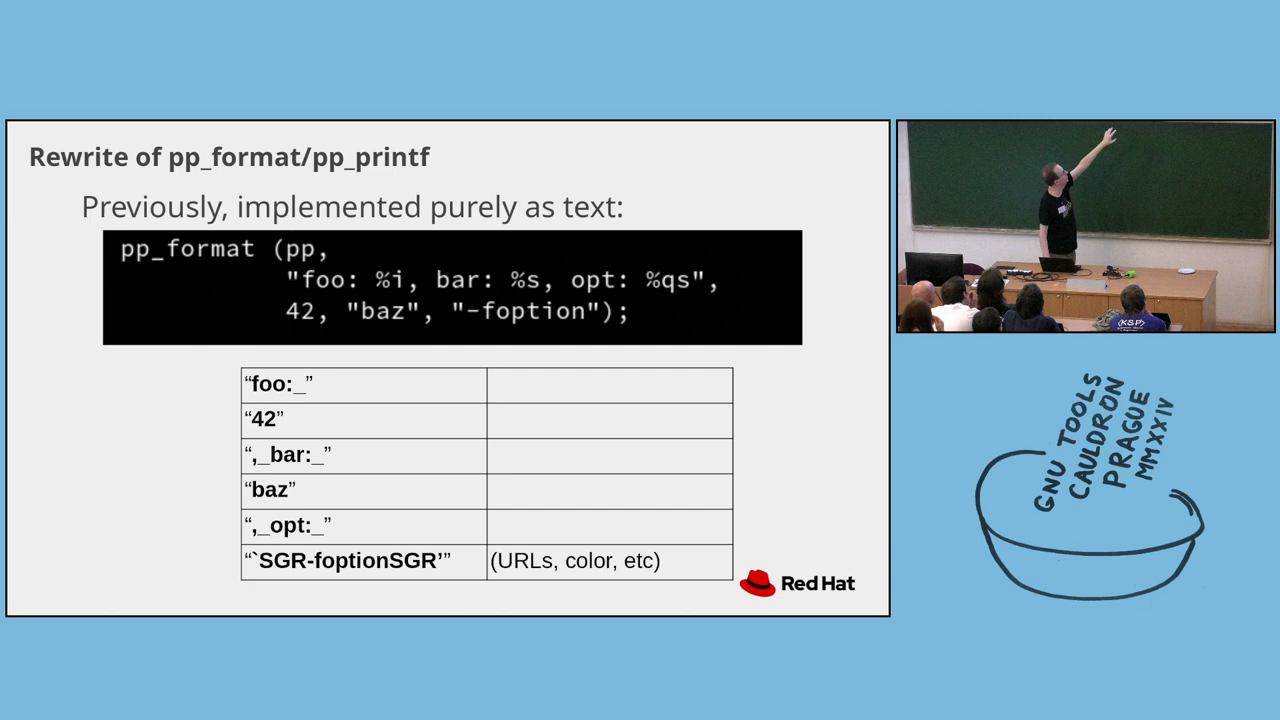 Rewrite of pp_format/pp_printf
Previously, implemented purely as text:
pp_format (pp,
"foo: %i, bar: %s, opt: %qs",
42, "baz", "-foption");
“foo:_”
“42”
“,_bar:_”
“baz”
“,_opt:_”
“`SGR-foptionSGR’” (URLs, color, etc)
Red Hat
(K.S.P)
GNU TOOLS
CAULDRON
PRAGUE
MMXXIV